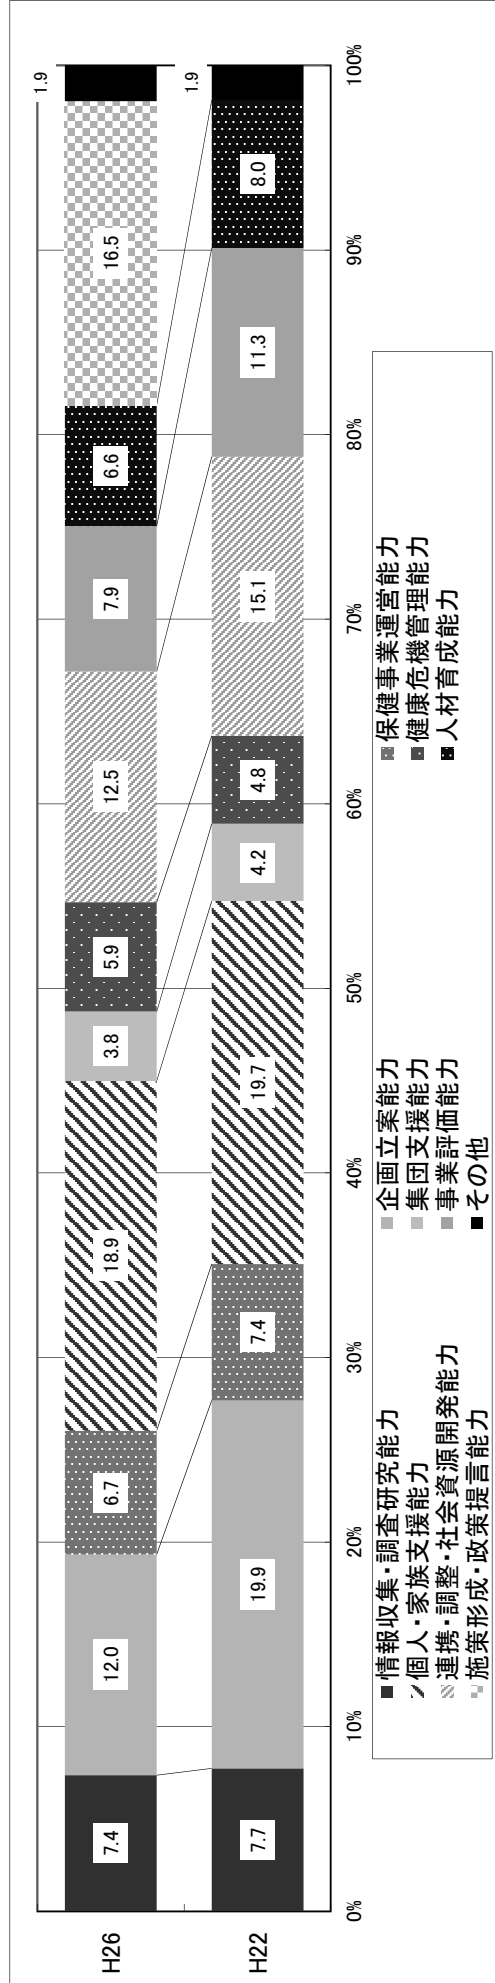 H26
7.4
12.0
6.7
18.9
3.8
5.9
12.5
7.9
6.6
16.5
1.9
H22
7.7
19.9
7.4
19.7
4.2
4.8
15.1
11.3
8.0
1.9
0%
10%
20%
30%
40%
50%
60%
70%
80%
90%
100%
情報収集・調査研究能力
企画立案能力
保健事業運営能力
個人・家族支援能力
集団支援能力
健康危機管理能力
連携・調整・社会資源開発能力
事業評価能力
人材育成能力
施策形成・政策提言能力
その他